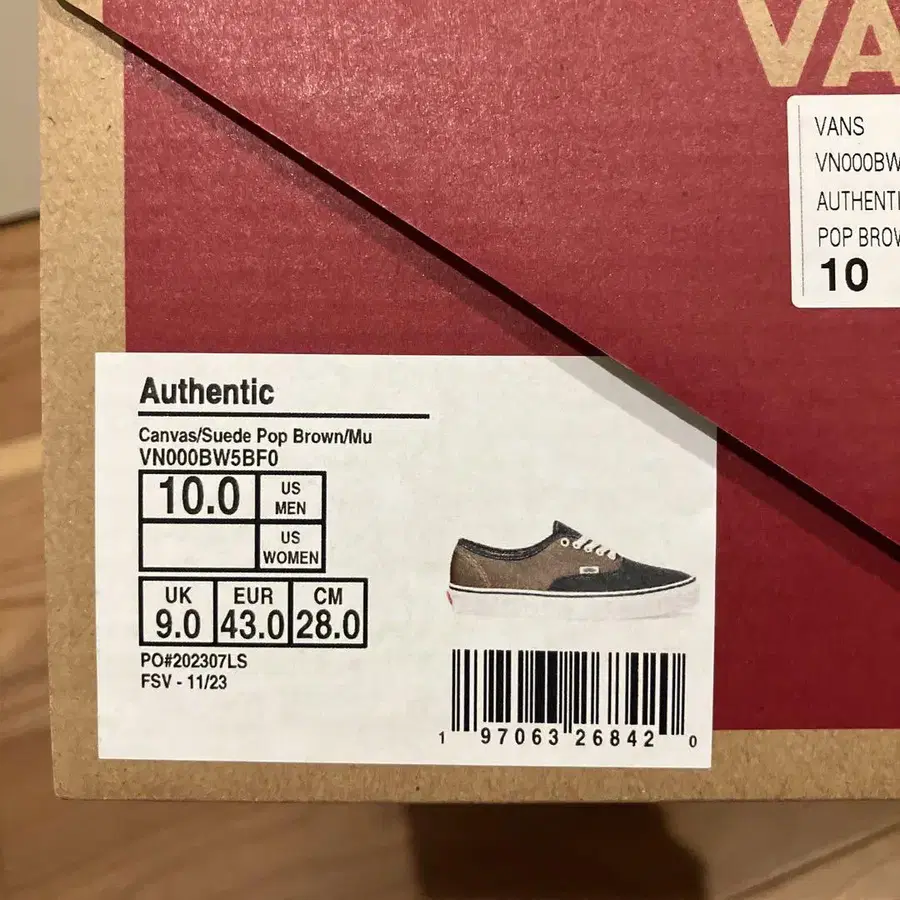 VA
VANS
VN000BW
AUTHENTI
POP BROW
10
Authentic
Canvas/Suede Pop Brown/Mu
VN000BW5BF0
10.0 US MEN
US WOMEN
UK EUR CM
9.0 43.0 28.0
PO#202307LS
FSV - 11/23
1 97063 26842 0